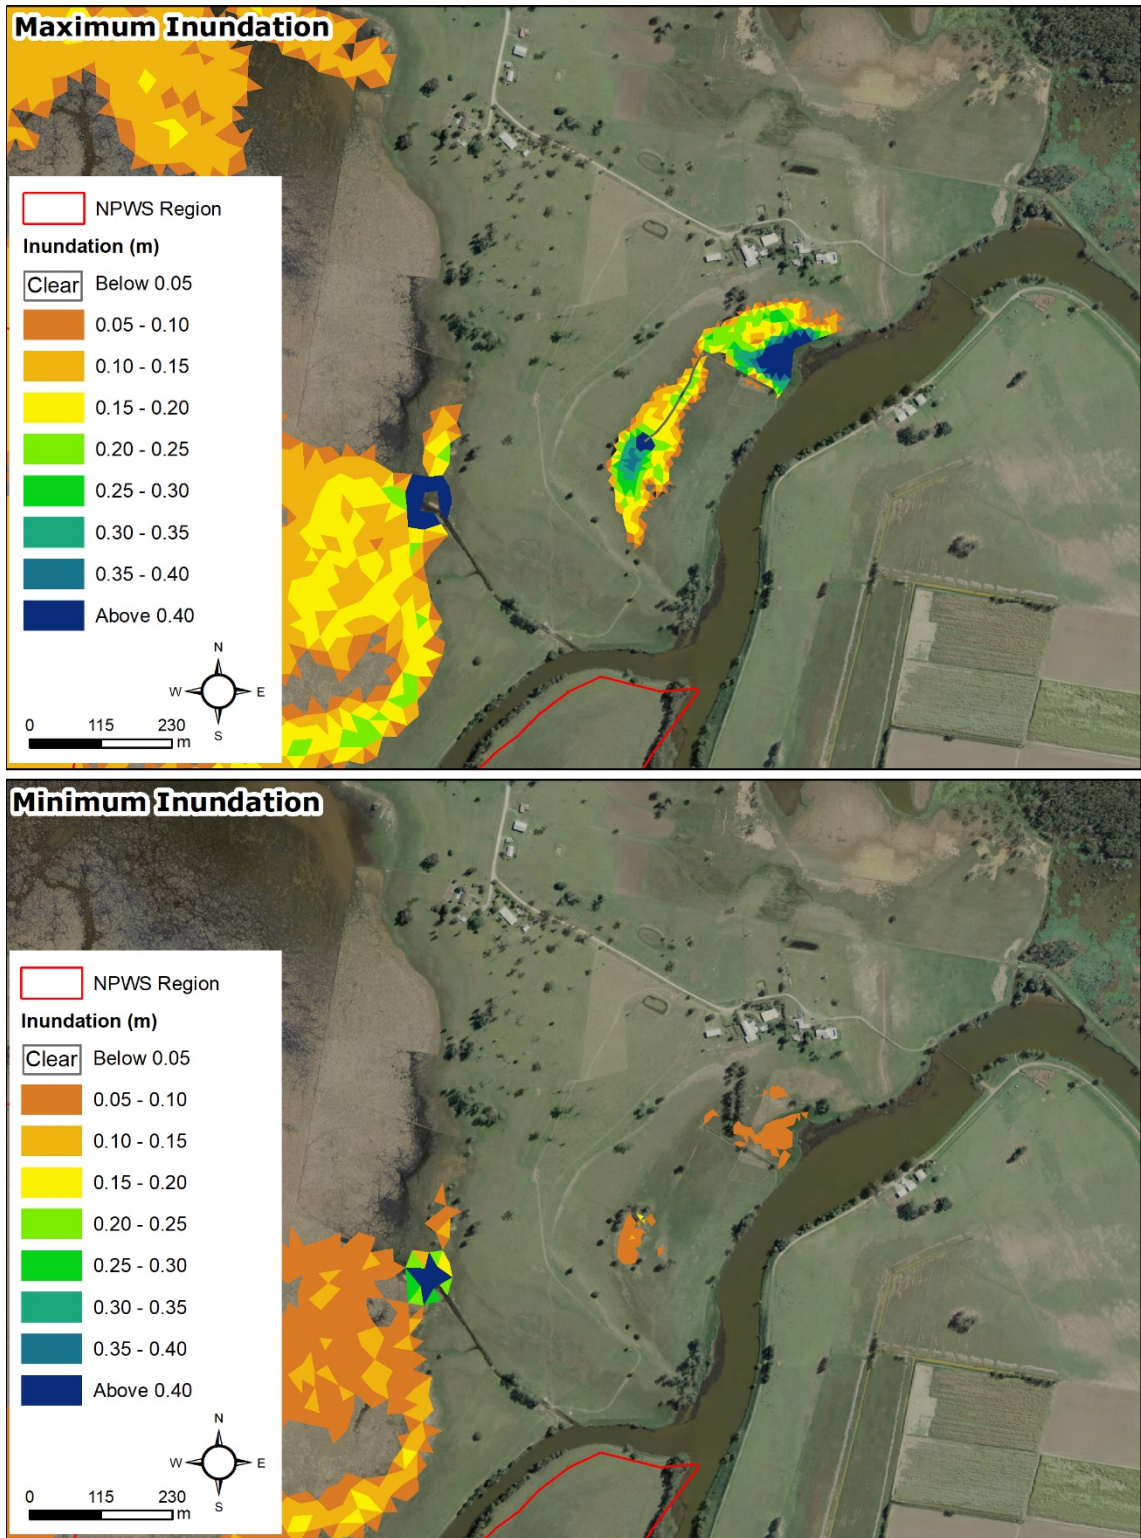 Maximum Inundation
NPWS Region
Inundation (m)
Clear Below 0.05
0.05 - 0.10
0.10 - 0.15
0.15 - 0.20
0.20 - 0.25
0.25 - 0.30
0.30 - 0.35
0.35 - 0.40
Above 0.40
N
W E
S
0 115 230
m
Minimum Inundation
NPWS Region
Inundation (m)
Clear Below 0.05
0.05 - 0.10
0.10 - 0.15
0.15 - 0.20
0.20 - 0.25
0.25 - 0.30
0.30 - 0.35
0.35 - 0.40
Above 0.40
N
W E
S
0 115 230
m